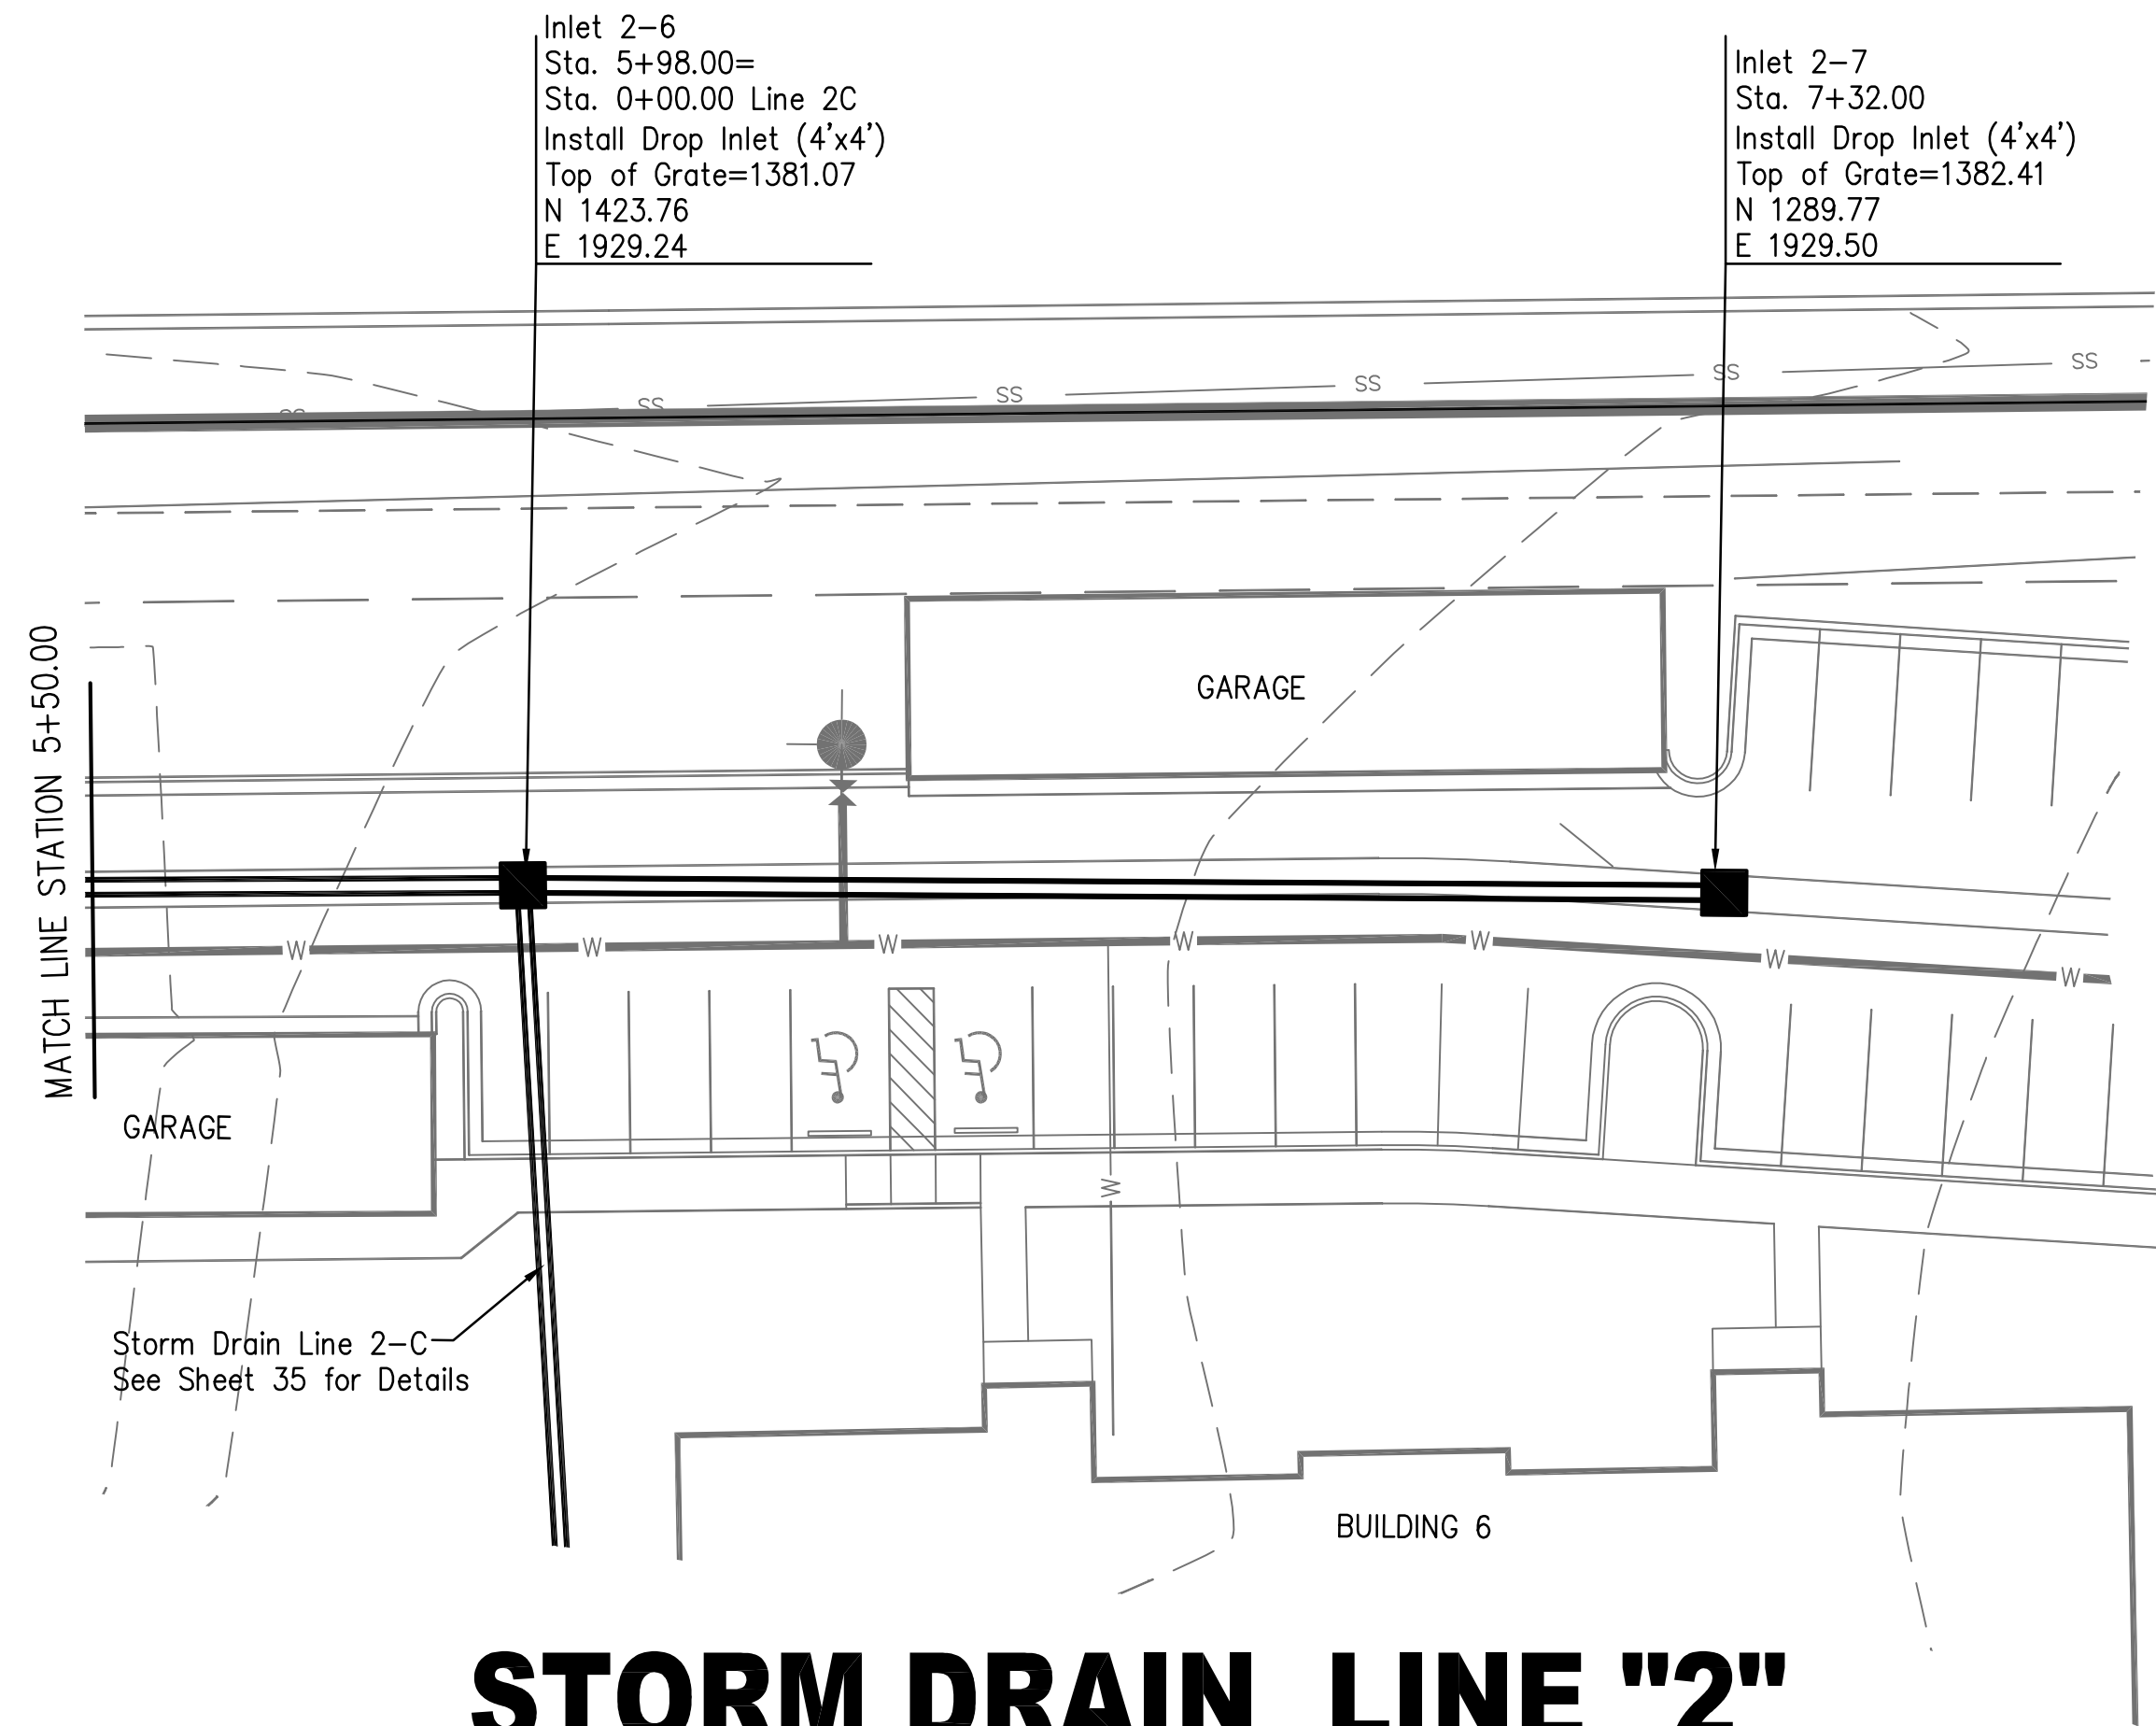 Inlet 2-6
Sta. 5+98.00=
Sta. 0+00.00 Line 2C
Install Drop Inlet (4'x4')
Top of Grate=1381.07
N 1423.76
E 1929.24
Inlet 2-7
Sta. 7+32.00
Install Drop Inlet (4'x4')
Top of Grate=1382.41
N 1289.77
E 1929.50
SS
SS
SS
SS
SS
SS
GARAGE
MATCH LINE STATION 5+50.00
W
W
W
W
W
W
W
GARAGE
W
Storm Drain Line 2-C
See Sheet 35 for Details
BUILDING 6
STORM DRAIN LINE "2"